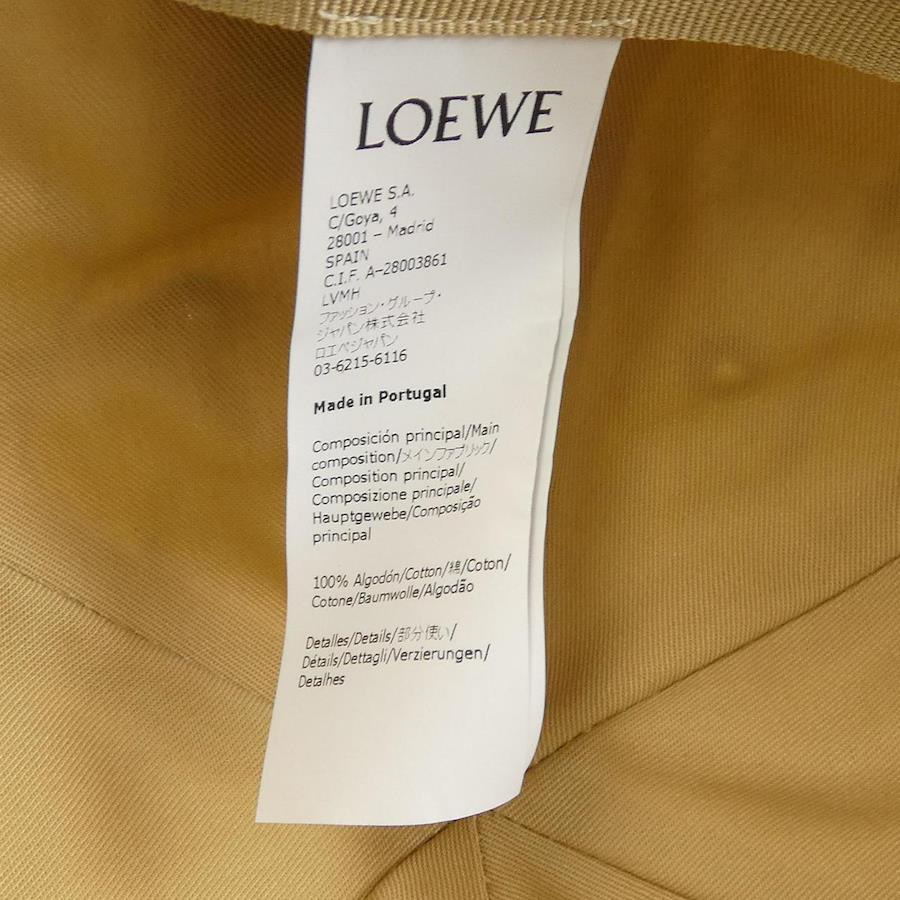 LOEWE
LOEWE S.A.
C/Goya, 4
28001 – Madrid
SPAIN
C.I.F. A-28003861
LVMH
ファッション・グループ・
ジャパン株式会社
ロエベジャパン
03-6215-6116
Made in Portugal
Composición principal/Main
composition/メインファブリック/
Composition principal/
Composizione principale/
Hauptgewebe/Composição
principal
100% Algodón/Cotton/綿/Coton/
Cotone/Baumwolle/Algodão
Detalles/Details/部分使い/
Détails/Dettagli/Verzierungen/
Detalhes